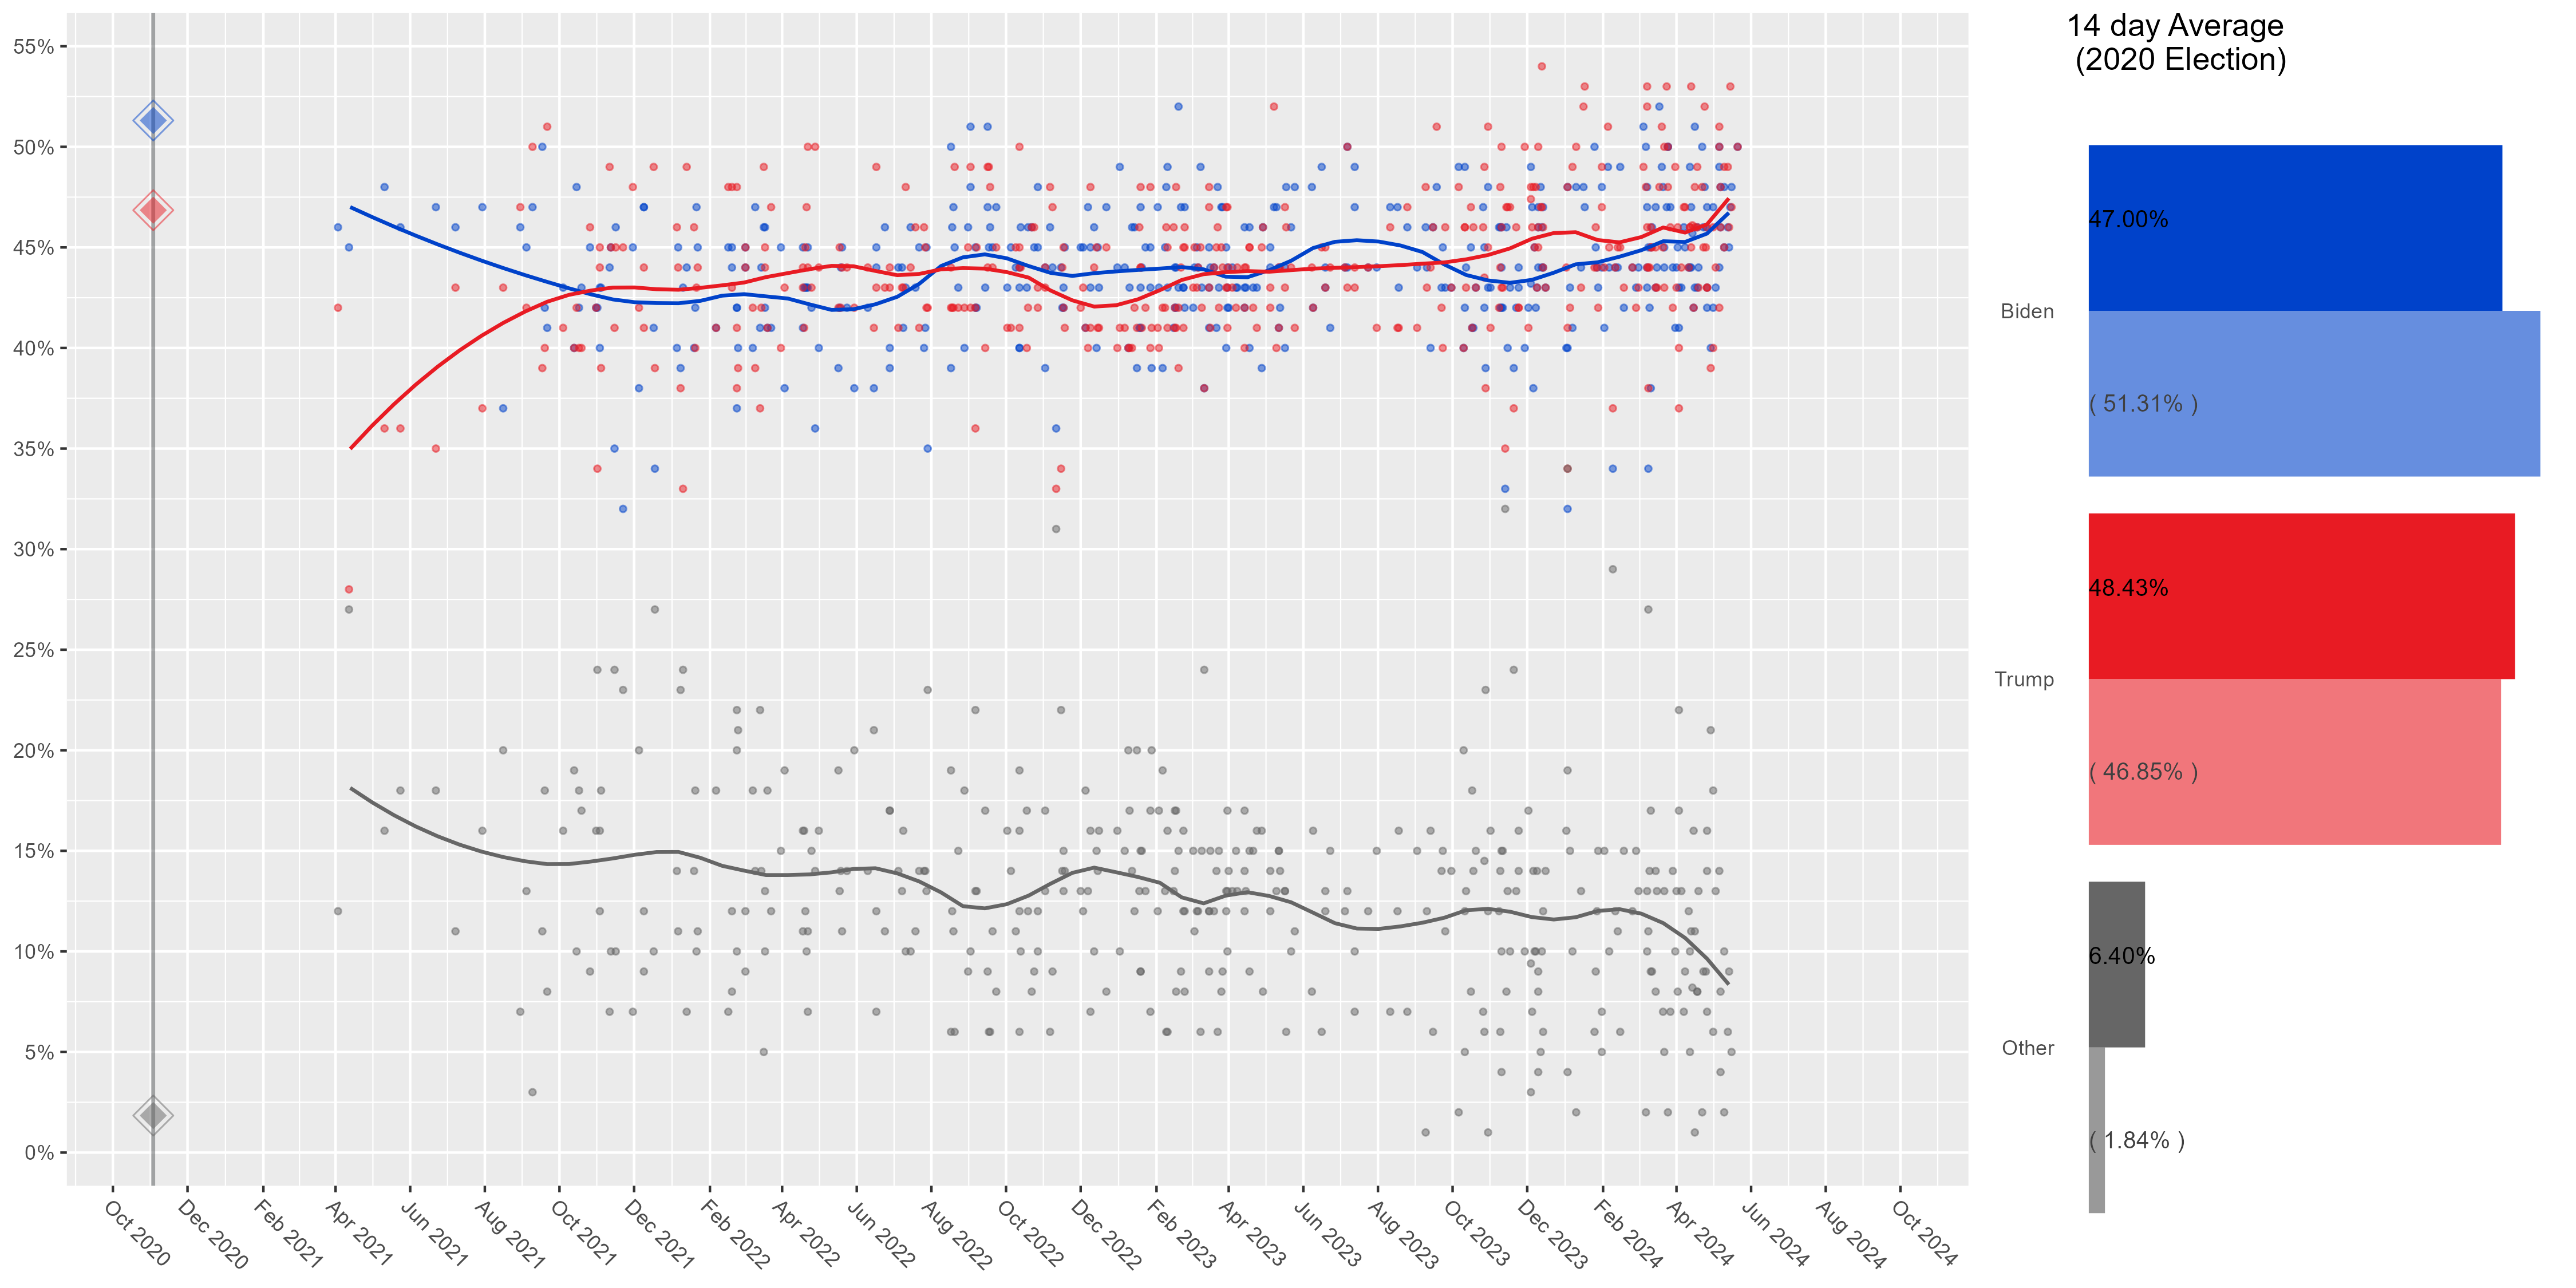 14 day Average
(2020 Election)
55%
50%
45%
40%
35%
30%
25%
20%
15%
10%
5%
0%
Oct 2020
Dec 2020
Feb 2021
Apr 2021
Jun 2021
Aug 2021
Oct 2021
Dec 2021
Feb 2022
Apr 2022
Jun 2022
Aug 2022
Oct 2022
Dec 2022
Feb 2023
Apr 2023
Jun 2023
Aug 2023
Oct 2023
Dec 2023
Feb 2024
Apr 2024
Jun 2024
Aug 2024
Oct 2024
Biden
47.00%
( 51.31% )
Trump
48.43%
( 46.85% )
Other
6.40%
( 1.84% )